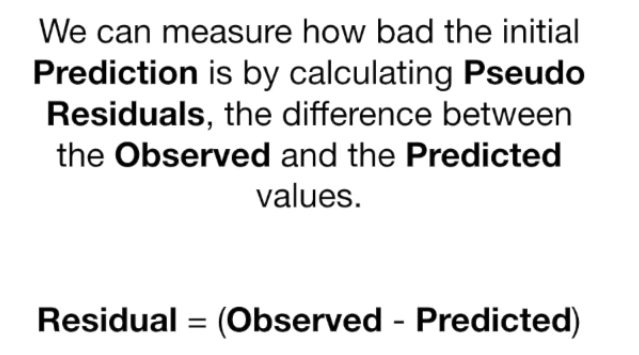 We can measure how bad the initial
Prediction is by calculating Pseudo
Residuals, the difference between
the Observed and the Predicted
values.
Residual = (Observed - Predicted)